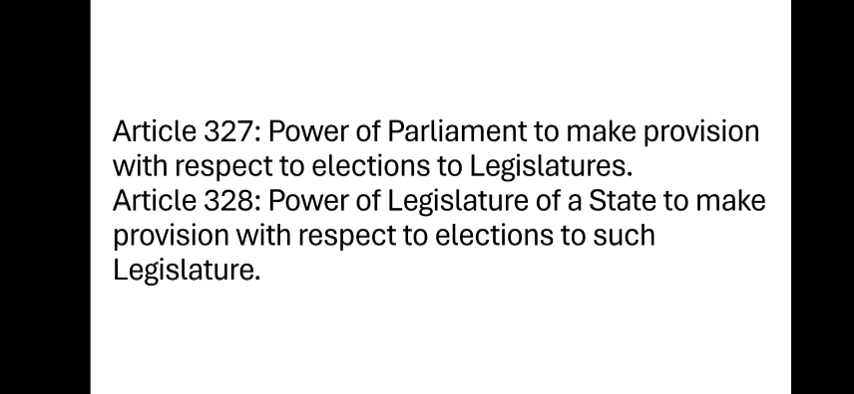 Article 327: Power of Parliament to make provision
with respect to elections to Legislatures.
Article 328: Power of Legislature of a State to make
provision with respect to elections to such
Legislature.